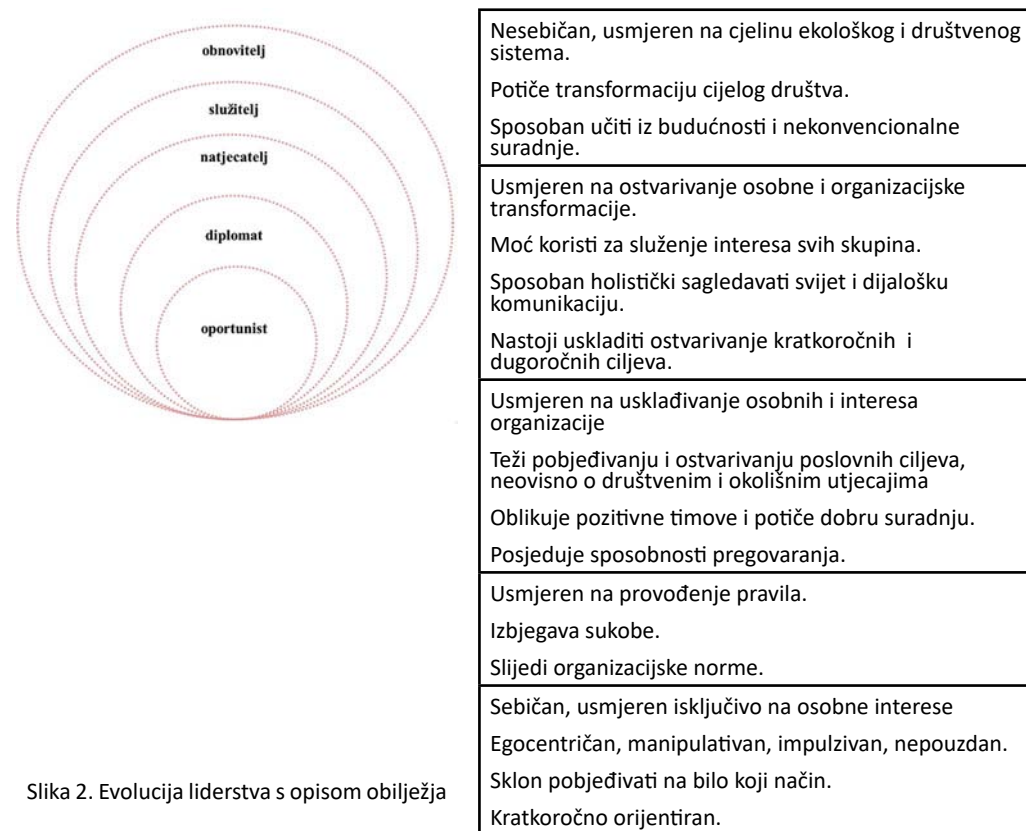 obnovitelj
služitelj
natjecatelj
diplomat
oportunist
Slika 2. Evolucija liderstva s opisom obilježja
Nesebičan, usmjeren na cjelinu ekološkog i društvenog
sistema.
Potiče transformaciju cijelog društva.
Sposoban učiti iz budućnosti i nekonvencionalne
suradnje.
Usmjeren na ostvarivanje osobne i organizacijske
transformacije.
Moć koristi za služenje interesa svih skupina.
Sposoban holistički sagledavati svijet i dijalošku
komunikaciju.
Nastoji uskladiti ostvarivanje kratkoročnih i
dugoročnih ciljeva.
Usmjeren na usklađivanje osobnih i interesa
organizacije
Teži pobjeđivanju i ostvarivanju poslovnih ciljeva,
neovisno o društvenim i okolišnim utjecajima
Oblikuje pozitivne timove i potiče dobru suradnju.
Posjeduje sposobnosti pregovaranja.
Usmjeren na provođenje pravila.
Izbjegava sukobe.
Slijedi organizacijske norme.
Sebičan, usmjeren isključivo na osobne interese
Egocentričan, manipulativan, impulzivan, nepouzdan.
Sklon pobjeđivati na bilo koji način.
Kratkoročno orijentiran.